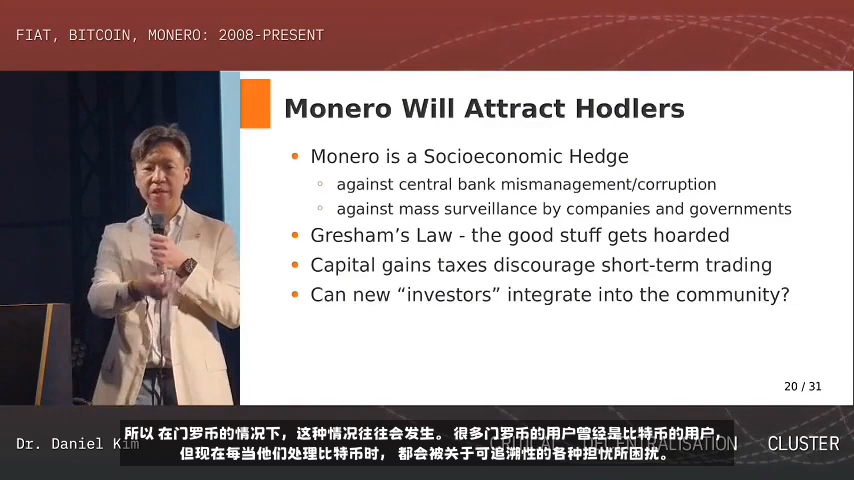 FIAT, BITCOIN, MONERO: 2008-PRESENT
Monero Will Attract Hodlers
• Monero is a Socioeconomic Hedge
◦ against central bank mismanagement/corruption
◦ against mass surveillance by companies and governments
• Gresham’s Law - the good stuff gets hoarded
• Capital gains taxes discourage short-term trading
• Can new “investors” integrate into the community?
20 / 31
所以 在门罗币的情况下，这种情况往往会发生。 很多门罗币的用户曾经是比特币的用户，
但现在每当他们处理比特币时， 都会被关于可追溯性的各种担忧所困扰。
Dr. Daniel Kim
CRITICAL DECENTRALISATION CLUSTER